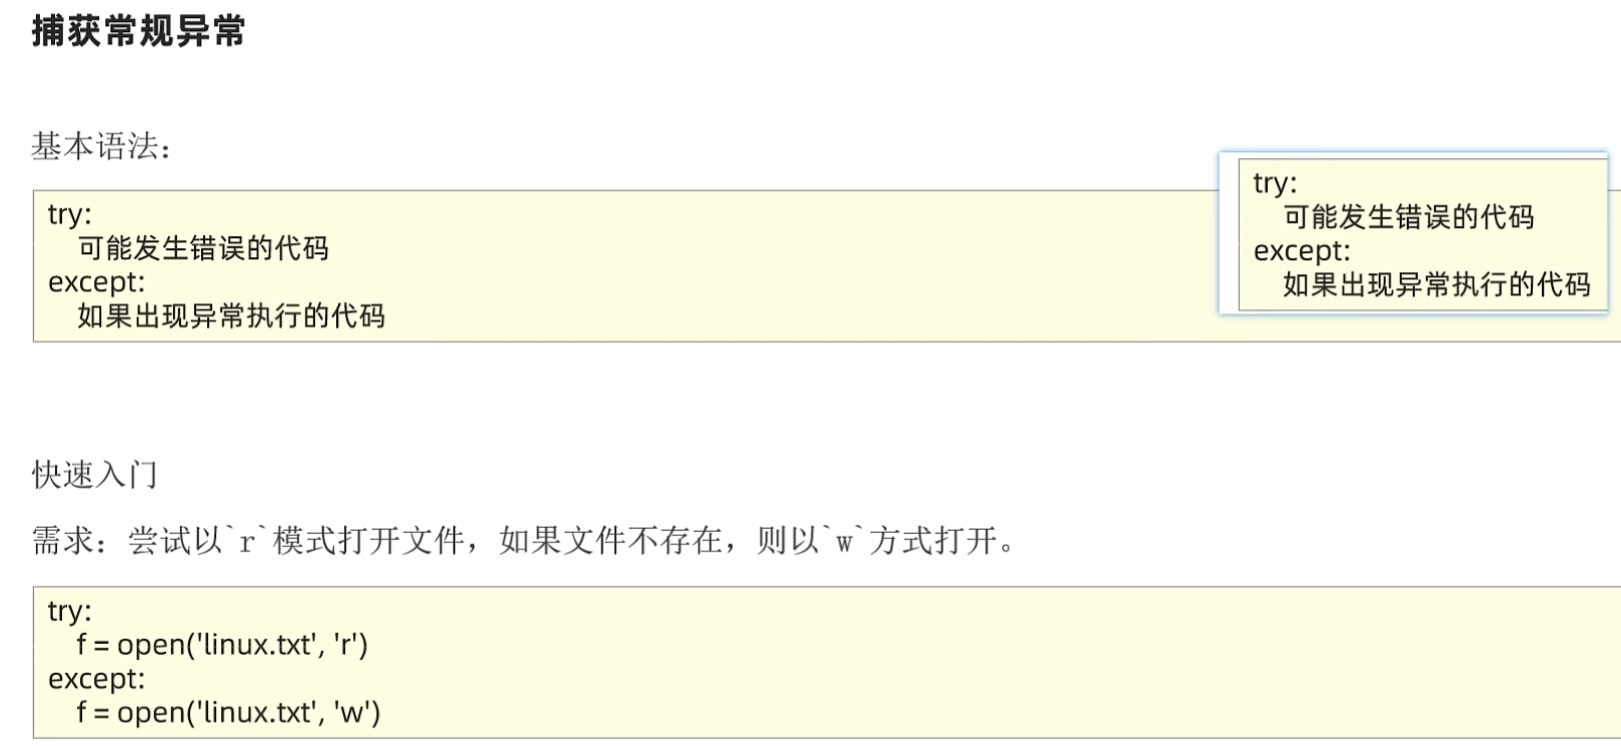 捕获常规异常
基本语法：
try:
    可能发生错误的代码
except:
    如果出现异常执行的代码
try:
    可能发生错误的代码
except:
    如果出现异常执行的代码
快速入门
需求：尝试以`r`模式打开文件，如果文件不存在，则以`w`方式打开。
try:
    f = open('linux.txt', 'r')
except:
    f = open('linux.txt', 'w')